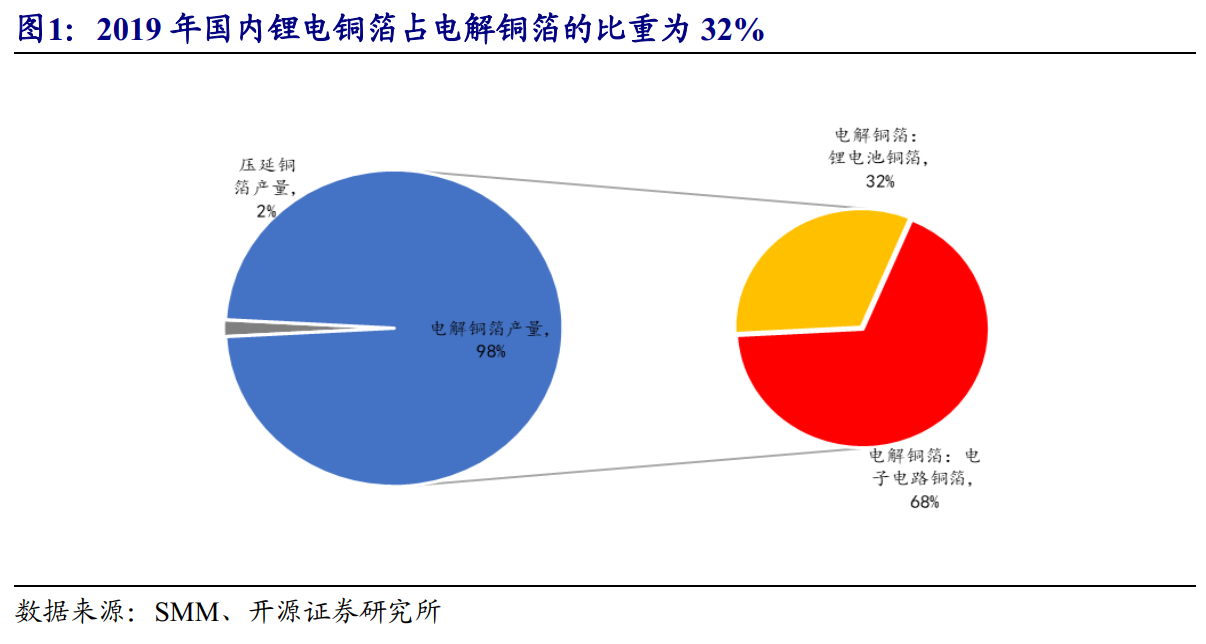 图1：2019 年国内锂电铜箔占电解铜箔的比重为 32%
压延铜
箔产量，
2%
电解铜箔产量，
98%
电解铜箔：
锂电池铜箔，
32%
电解铜箔：电
子电路铜箔，
68%
数据来源：SMM、开源证券研究所